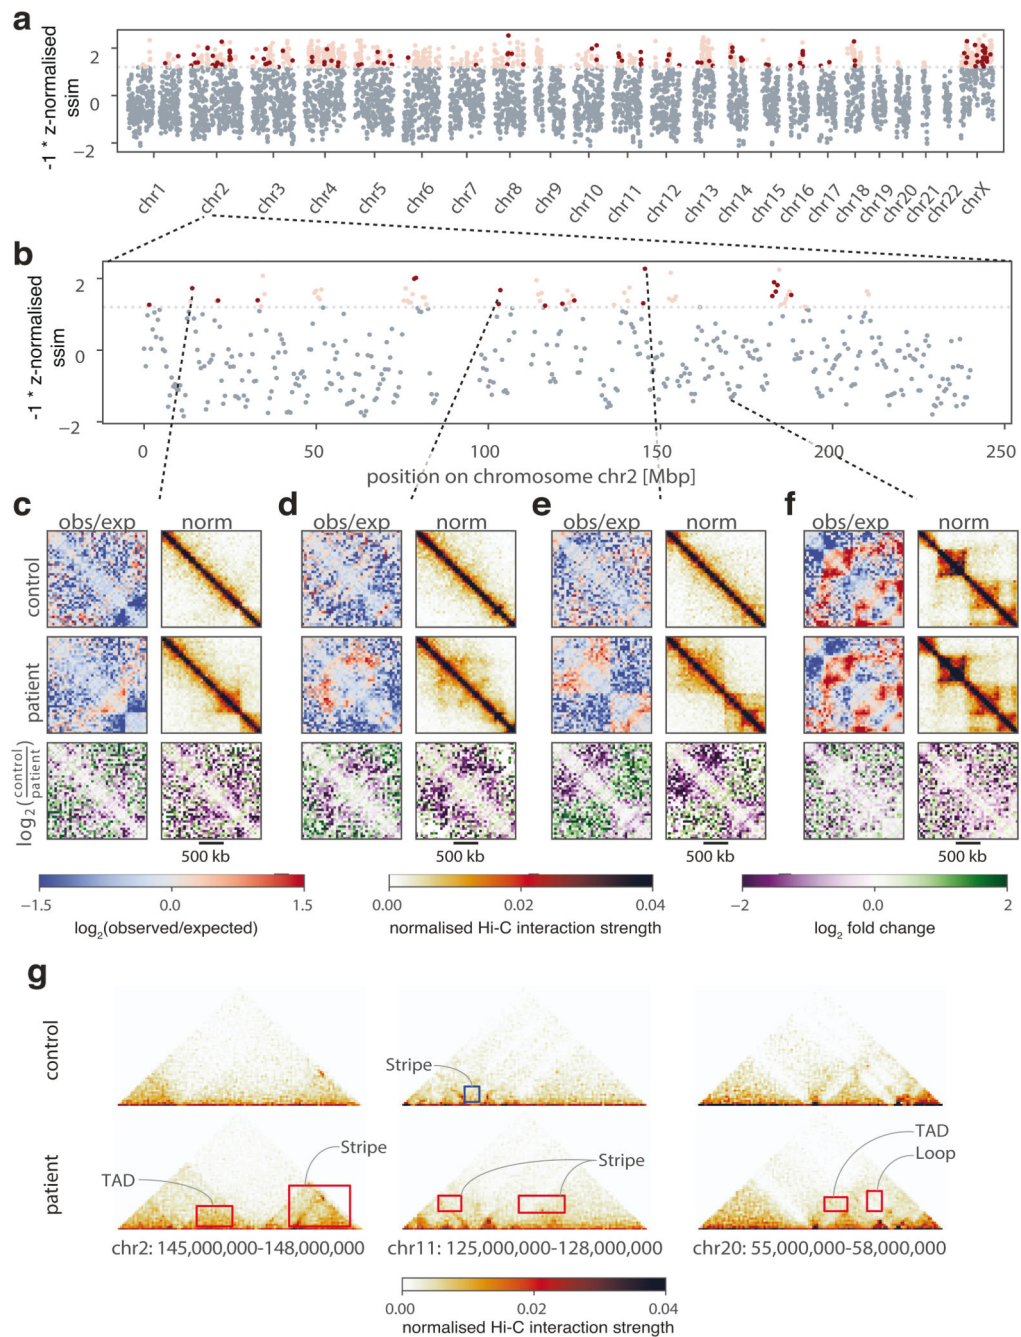 a
-1 * z-normalised
ssim
2
0
−2
chr1
chr2
chr3
chr4
chr5
chr6
chr7
chr8
chr9
chr10
chr11
chr12
chr13
chr14
chr15
chr16
chr17
chr18
chr19
chr20
chr21
chr22
chrX
b
-1 * z-normalised
ssim
2
0
−2
0 50 100 150 200 250
position on chromosome chr2 [Mbp]
c d e f
obs/exp norm obs/exp norm obs/exp norm obs/exp norm
control
patient
log2(control/patient)
500 kb 500 kb 500 kb 500 kb
−1.5 0.0 1.5
log2(observed/expected)
0.00 0.02 0.04
normalised Hi-C interaction strength
−2 0.0 2
log2 fold change
g
control
Stripe
patient
TAD
Stripe
Stripe
TAD
Loop
chr2: 145,000,000-148,000,000
chr11: 125,000,000-128,000,000
chr20: 55,000,000-58,000,000
0.00 0.02 0.04
normalised Hi-C interaction strength